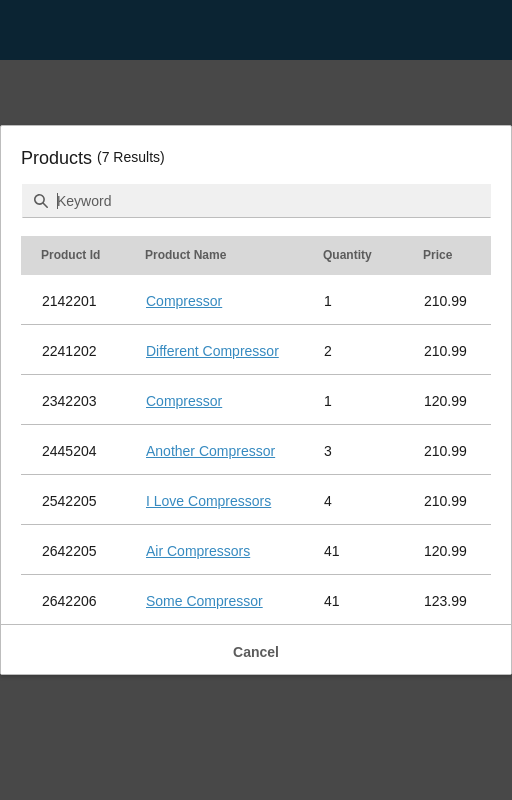 Products (7 Results)
Keyword
Product Id Product Name Quantity Price
2142201 Compressor 1 210.99
2241202 Different Compressor 2 210.99
2342203 Compressor 1 120.99
2445204 Another Compressor 3 210.99
2542205 I Love Compressors 4 210.99
2642205 Air Compressors 41 120.99
2642206 Some Compressor 41 123.99
Cancel